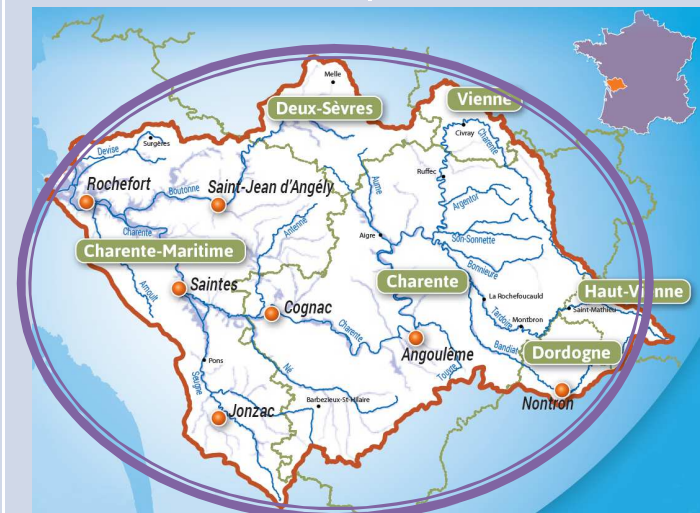 Melle
Deux-Sèvres
Vienne
Civray
Charente
Surgères
Devise
Rochefort
Boutonne
Saint-Jean d'Angély
Aume
Ruffec
Argentor
Antenne
Aigre
Son-Sonnette
Charente
Charente-Maritime
Bonnieure
Charente
Haut-Vienne
Arnoult
Saintes
La Rochefoucauld
Saint-Mathieu
Cognac
Tardoire
Montbron
Charente
Angoulême
Bandiat
Dordogne
Pons
Né
Touvre
Seugne
Nontron
Jonzac
Barbezieux-St-Hilaire